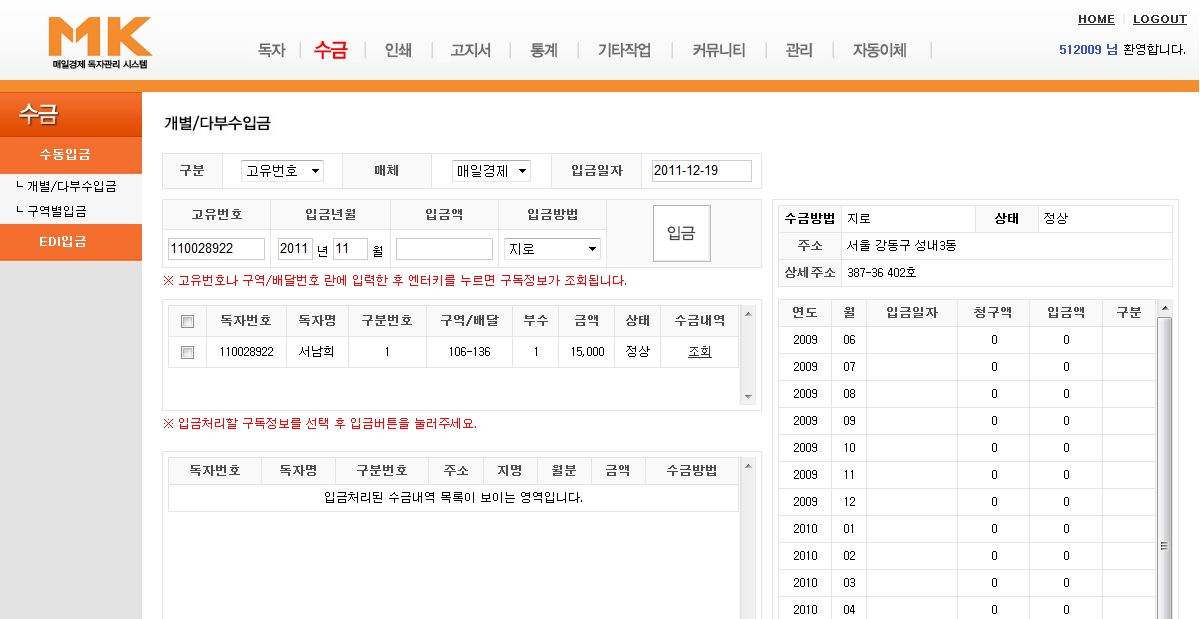 HOME LOGOUT
MK
매일경제 독자관리 시스템
독자 수금 인쇄 고지서 통계 기타작업 커뮤니티 관리 자동이체
512009 님 환영합니다.
수금
수동입금
개별/다부수입금
구역별입금
EDI입금
개별/다부수입금
구분 고유번호 매체 매일경제 입금일자 2011-12-19
고유번호 입금년월 입금액 입금방법
110028922 2011 년 11 월 지로
입금
※ 고유번호나 구역/배달번호 란에 입력한 후 엔터키를 누르면 구독정보가 조회됩니다.
독자번호 독자명 구분번호 구역/배달 부수 금액 상태 수금내역
110028922 서남희 1 106-136 1 15,000 정상 조회
※ 입금처리할 구독정보를 선택 후 입금버튼을 눌러주세요.
독자번호 독자명 구분번호 주소 지명 월분 금액 수금방법
입금처리된 수금내역 목록이 보이는 영역입니다.
수금방법 지로 상태 정상
주소 서울 강동구 성내3동
상세주소 387-36 402호
연도 월 입금일자 청구액 입금액 구분
2009 06 0 0
2009 07 0 0
2009 08 0 0
2009 09 0 0
2009 10 0 0
2009 11 0 0
2009 12 0 0
2010 01 0 0
2010 02 0 0
2010 03 0 0
2010 04 0 0